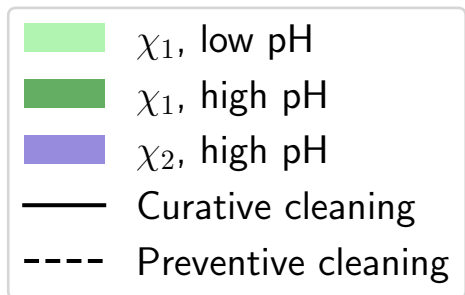 χ₁, low pH
χ₁, high pH
χ₂, high pH
Curative cleaning
Preventive cleaning